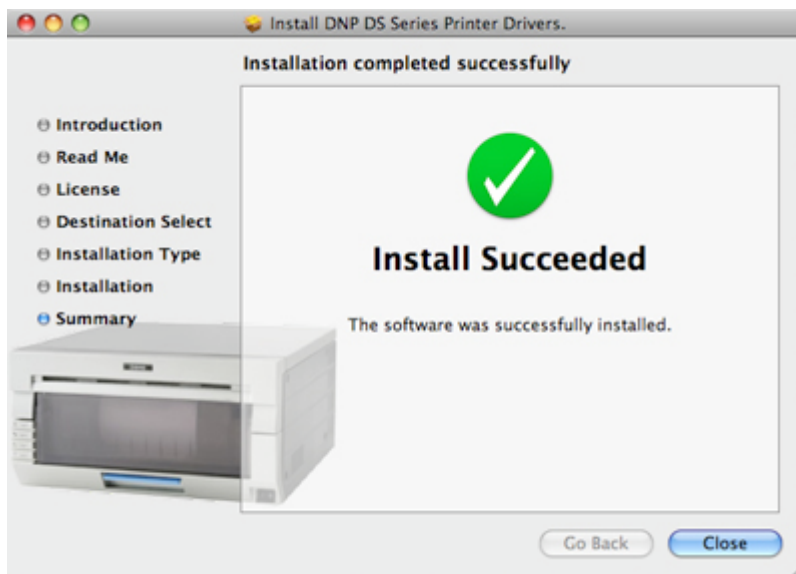 Install DNP DS Series Printer Drivers.
Installation completed successfully
Introduction
Read Me
License
Destination Select
Installation Type
Installation
Summary
Install Succeeded
The software was successfully installed.
Go Back
Close